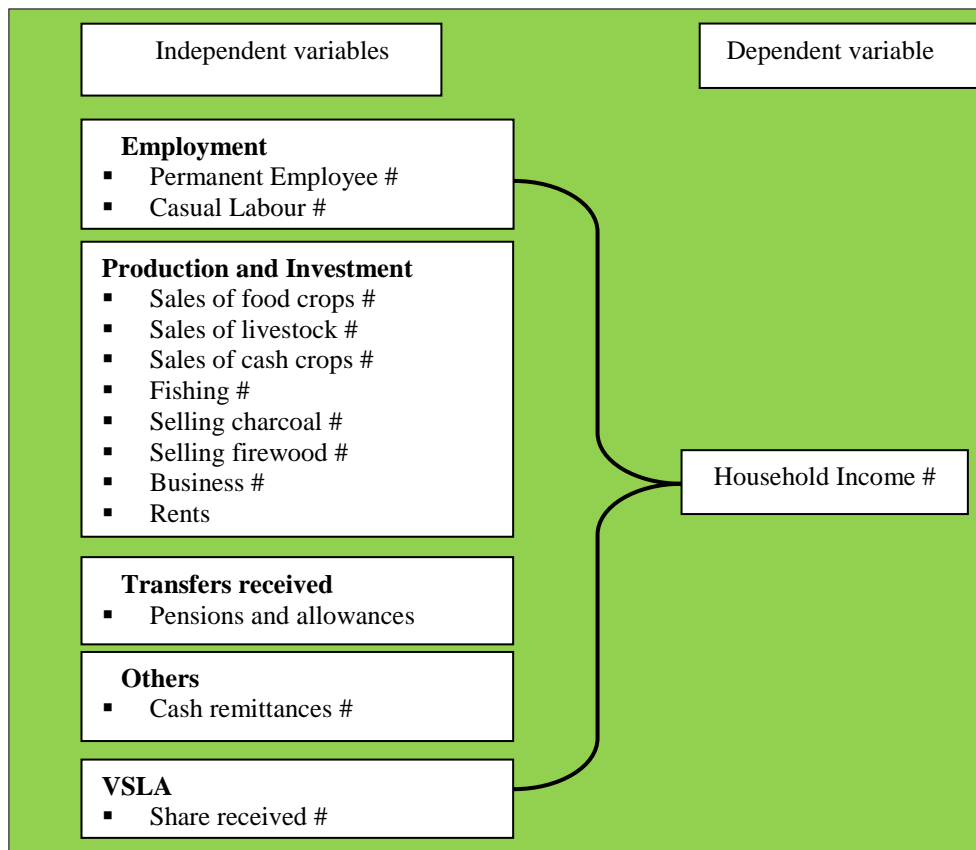 Independent variables
Dependent variable
Employment
▪ Permanent Employee #
▪ Casual Labour #
Production and Investment
▪ Sales of food crops #
▪ Sales of livestock #
▪ Sales of cash crops #
▪ Fishing #
▪ Selling charcoal #
▪ Selling firewood #
▪ Business #
▪ Rents
Transfers received
▪ Pensions and allowances
Others
▪ Cash remittances #
VSLA
▪ Share received #
Household Income #